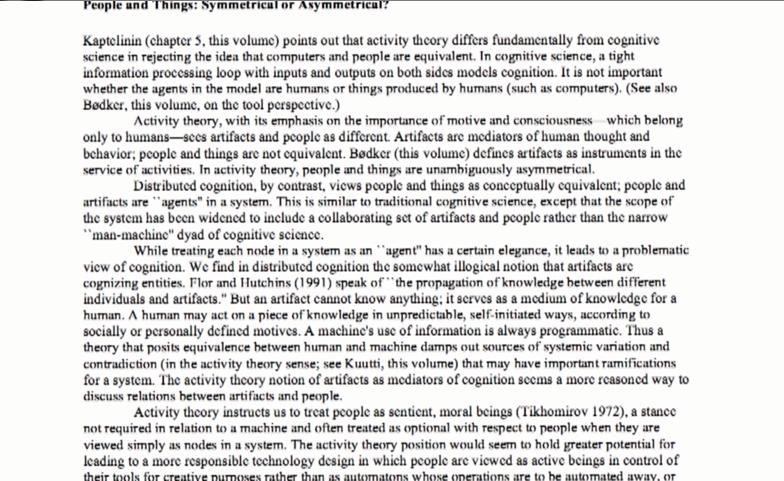 People and Things: Symmetrical or Asymmetrical?
Kaptelinin (chapter 5, this volume) points out that activity theory differs fundamentally from cognitive
science in rejecting the idea that computers and people are equivalent. In cognitive science, a tight
information processing loop with inputs and outputs on both sides models cognition. It is not important
whether the agents in the model are humans or things produced by humans (such as computers). (See also
Bødker, this volume, on the tool perspective.)
Activity theory, with its emphasis on the importance of motive and consciousness—which belong
only to humans—sees artifacts and people as different. Artifacts are mediators of human thought and
behavior; people and things are not equivalent. Bødker (this volume) defines artifacts as instruments in the
service of activities. In activity theory, people and things are unambiguously asymmetrical.
Distributed cognition, by contrast, views people and things as conceptually equivalent; people and
artifacts are ``agents" in a system. This is similar to traditional cognitive science, except that the scope of
the system has been widened to include a collaborating set of artifacts and people rather than the narrow
``man-machine" dyad of cognitive science.
While treating each node in a system as an ``agent" has a certain elegance, it leads to a problematic
view of cognition. We find in distributed cognition the somewhat illogical notion that artifacts are
cognizing entities. Flor and Hutchins (1991) speak of ``the propagation of knowledge between different
individuals and artifacts." But an artifact cannot know anything; it serves as a medium of knowledge for a
human. A human may act on a piece of knowledge in unpredictable, self-initiated ways, according to
socially or personally defined motives. A machine's use of information is always programmatic. Thus a
theory that posits equivalence between human and machine damps out sources of systemic variation and
contradiction (in the activity theory sense; see Kuutti, this volume) that may have important ramifications
for a system. The activity theory notion of artifacts as mediators of cognition seems a more reasoned way to
discuss relations between artifacts and people.
Activity theory instructs us to treat people as sentient, moral beings (Tikhomirov 1972), a stance
not required in relation to a machine and often treated as optional with respect to people when they are
viewed simply as nodes in a system. The activity theory position would seem to hold greater potential for
leading to a more responsible technology design in which people are viewed as active beings in control of
their tools for creative purposes rather than as automatons whose operations are to be automated away, or